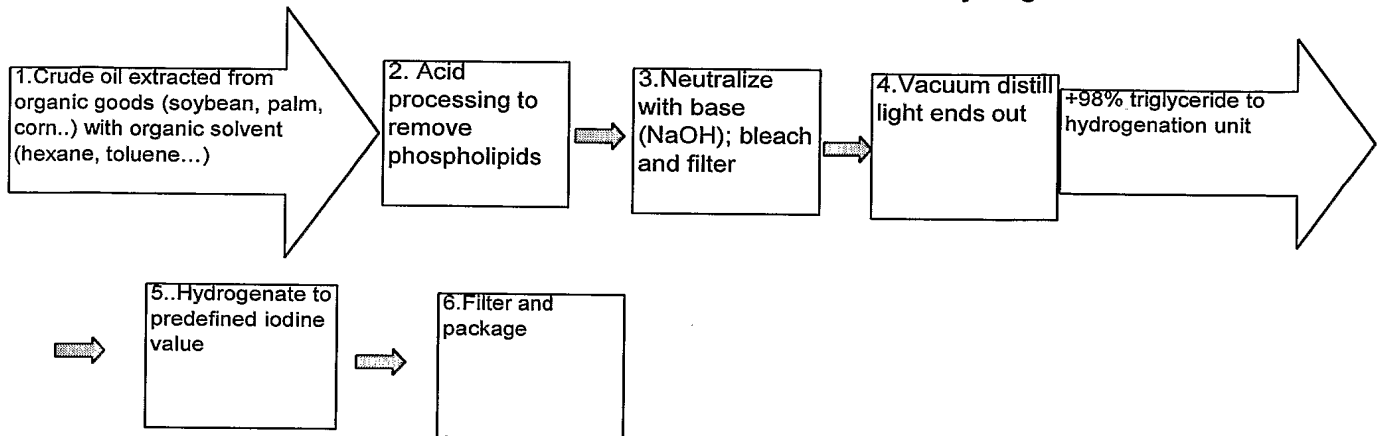 1.Crude oil extracted from
organic goods (soybean, palm,
corn..) with organic solvent
(hexane, toluene...)
2. Acid
processing to
remove
phospholipids
3.Neutralize
with base
(NaOH); bleach
and filter
4.Vacuum distill
light ends out
+98% triglyceride to
hydrogenation unit
5..Hydrogenate to
predefined iodine
value
6.Filter and
package